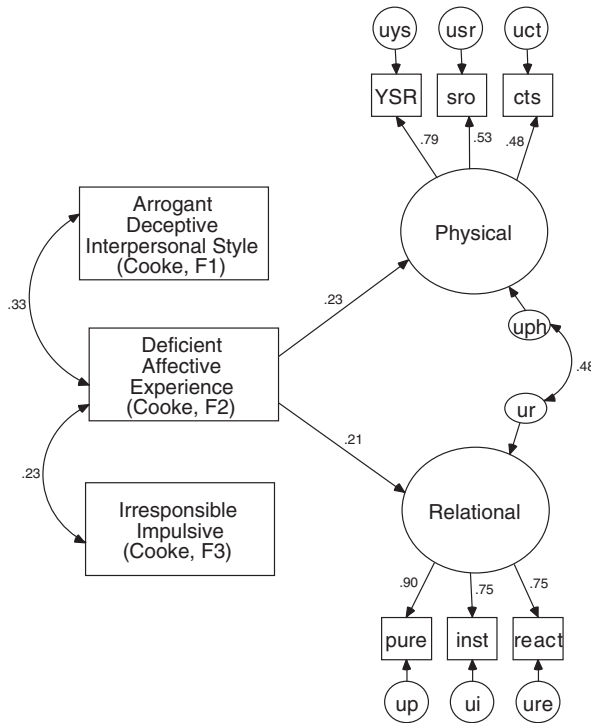 uys usr uct
YSR sro cts
.79 .53 .48
Arrogant
Deceptive
Interpersonal Style
(Cooke, F1)
Physical
.33
.23
uph
Deficient
Affective
Experience
(Cooke, F2)
.48
ur
.21
.23
Irresponsible
Impulsive
(Cooke, F3)
Relational
.90 .75 .75
pure inst react
up ui ure